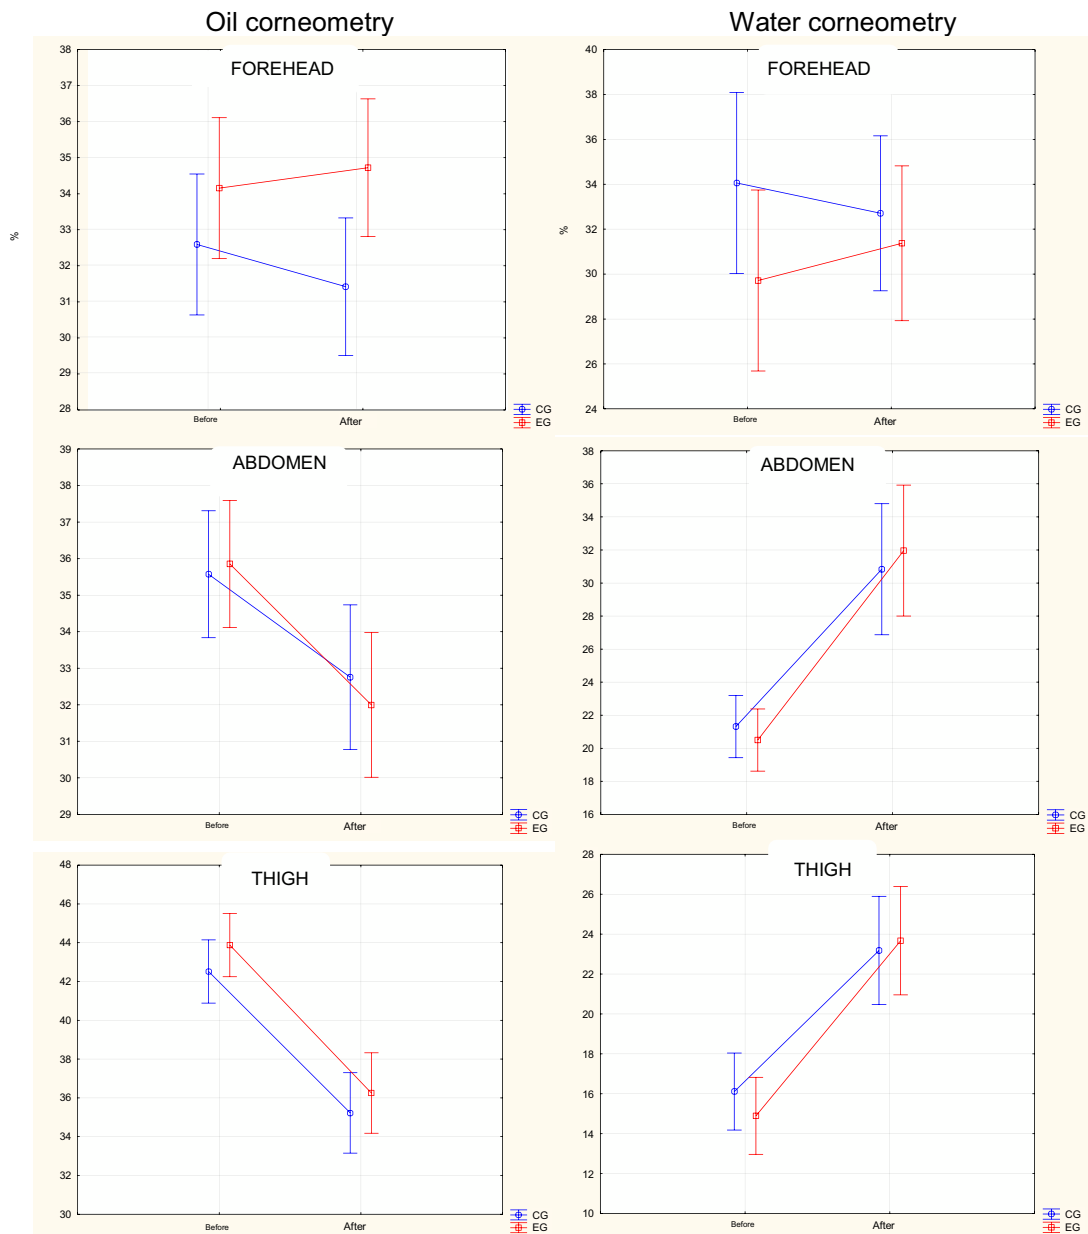 Oil corneometry
Water corneometry
FOREHEAD
38
37
36
35
34
33
32
31
30
29
28
%
Before
After
CG
EG
FOREHEAD
40
38
36
34
32
30
28
26
24
%
Before
After
CG
EG
ABDOMEN
39
38
37
36
35
34
33
32
31
30
29
Before
After
CG
EG
ABDOMEN
38
36
34
32
30
28
26
24
22
20
18
16
Before
After
CG
EG
THIGH
48
46
44
42
40
38
36
34
32
30
Before
After
CG
EG
THIGH
28
26
24
22
20
18
16
14
12
10
Before
After
CG
EG